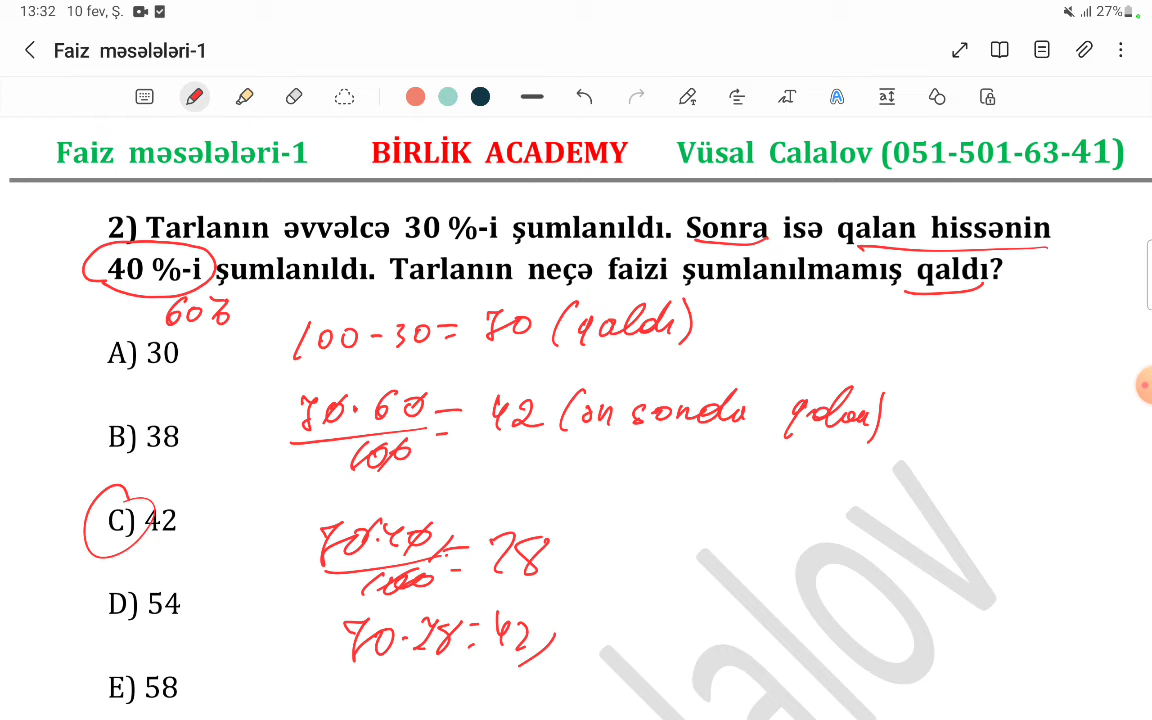 13:32 10 fev, Ş. 27%
Faiz məsələləri-1
Faiz məsələləri-1 BİRLİK ACADEMY Vüsal Calalov (051-501-63-41)
2) Tarlanın əvvəlcə 30 %-i şumlanıldı. Sonra isə qalan hissənin
40 %-i şumlanıldı. Tarlanın neçə faizi şumlanılmamış qaldı?
60%
100-30= 70 (qaldı)
A) 30
70·60
= 42 (ən sonda qalan)
100
B) 38
C) 42
70·40
= 28
100
D) 54
70-28=42
E) 58
alov